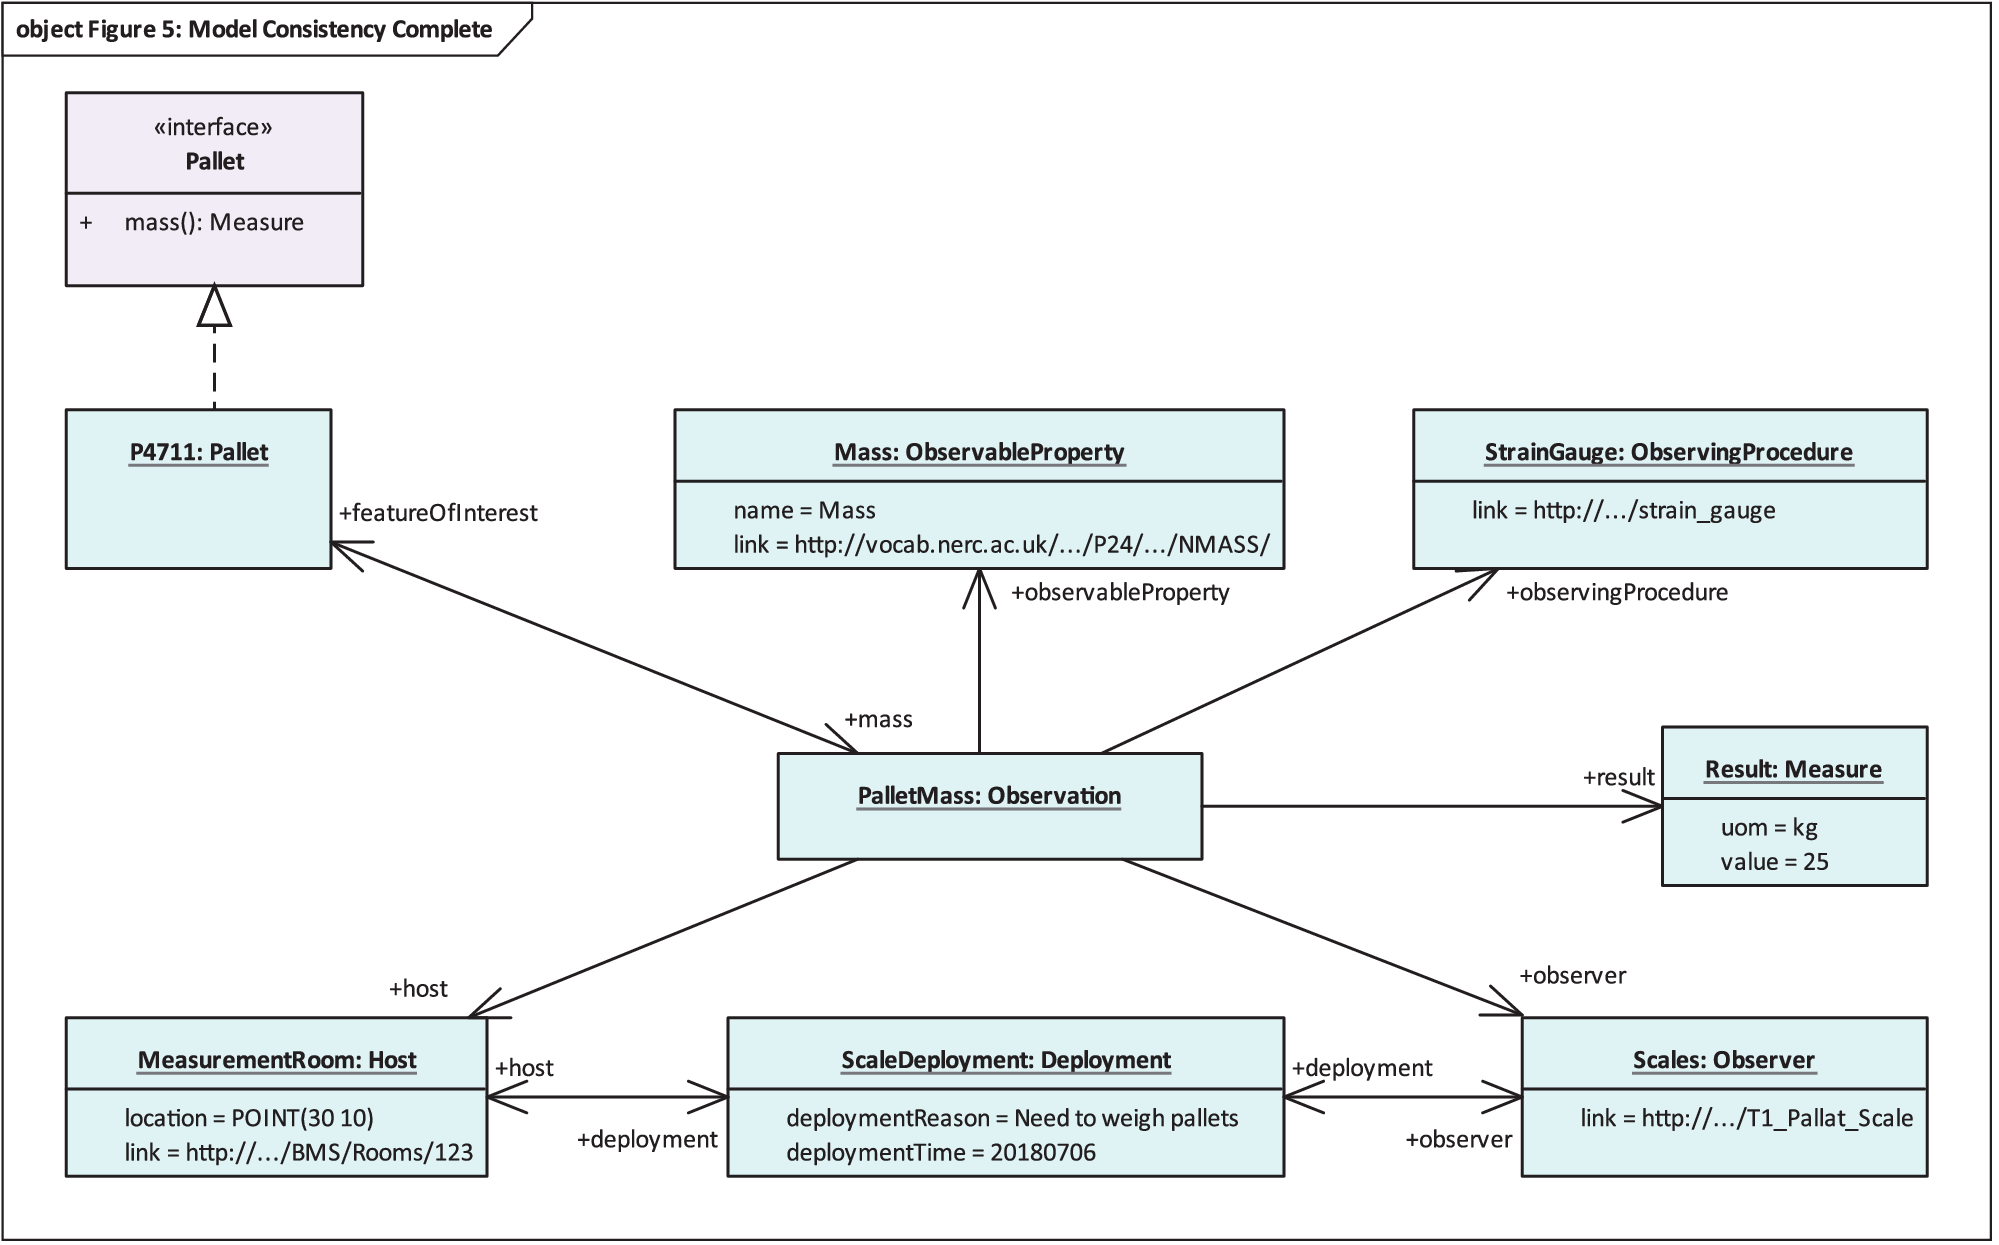 object Figure 5: Model Consistency Complete
«interface»
Pallet
+ mass(): Measure
P4711: Pallet
+featureOfInterest
Mass: ObservableProperty
name = Mass
link = http://vocab.nerc.ac.uk/.../P24/.../NMASS/
+observableProperty
StrainGauge: ObservingProcedure
link = http://.../strain_gauge
+observingProcedure
+mass
PalletMass: Observation
+result
Result: Measure
uom = kg
value = 25
+host
+observer
MeasurementRoom: Host
location = POINT(30 10)
link = http://.../BMS/Rooms/123
+host
+deployment
ScaleDeployment: Deployment
deploymentReason = Need to weigh pallets
deploymentTime = 20180706
+deployment
+observer
Scales: Observer
link = http://.../T1_Pallat_Scale